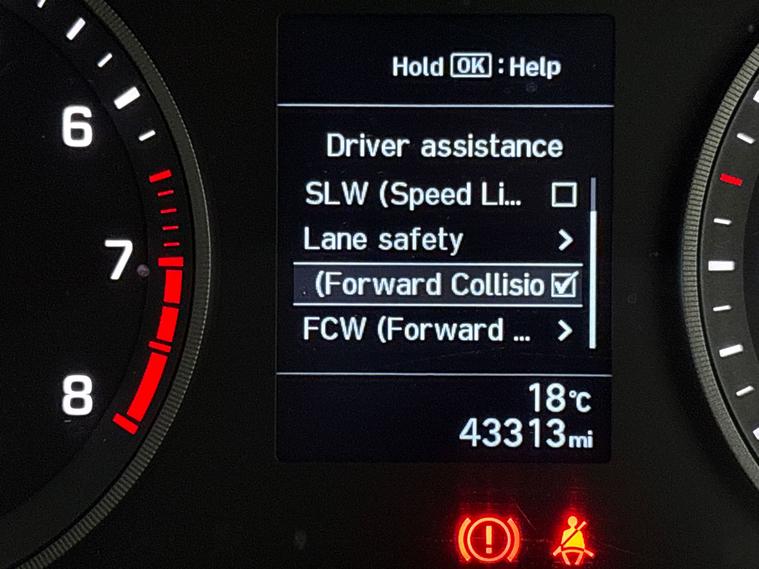 6
7
8
Hold OK : Help
Driver assistance
SLW (Speed Li...
Lane safety >
(Forward Collisio
FCW (Forward ... >
18°C
43313mi